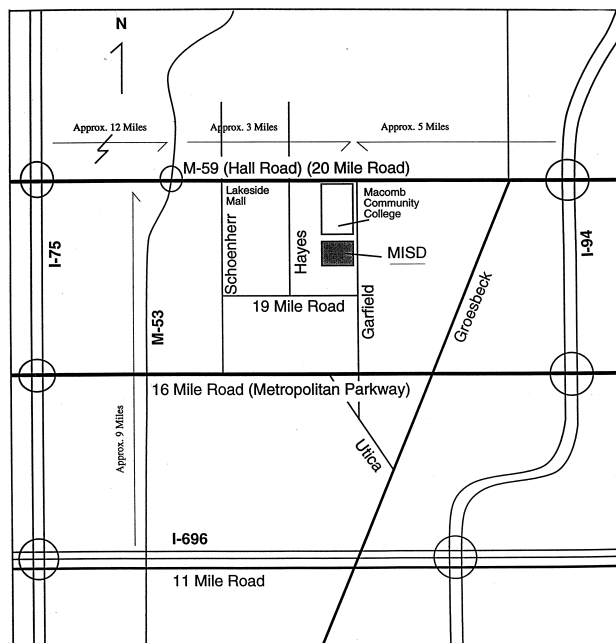 N
Approx. 12 Miles
Approx. 3 Miles
Approx. 5 Miles
M-59 (Hall Road) (20 Mile Road)
Lakeside
Mall
Macomb
Community
College
MISD
I-75
M-53
Schoenherr
Hayes
Garfield
Groesbeck
I-94
19 Mile Road
16 Mile Road (Metropolitan Parkway)
Approx. 9 Miles
Utica
I-696
11 Mile Road